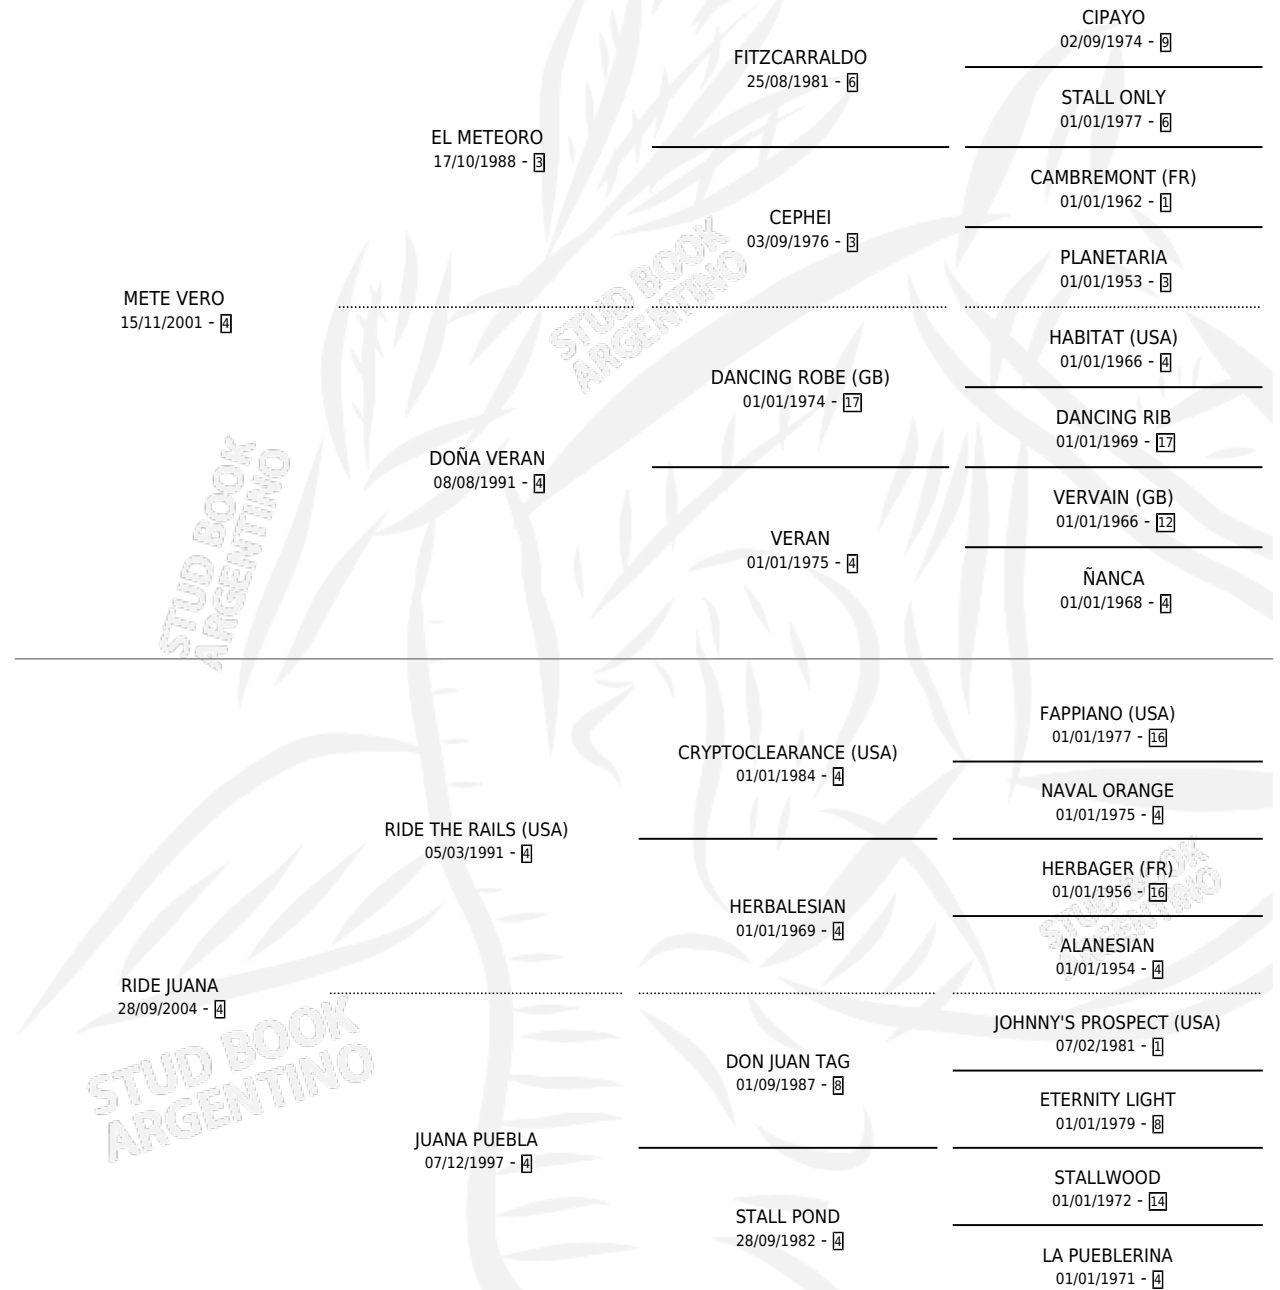 CIPAYO
02/09/1974 - 9
FITZCARRALDO
25/08/1981 - 6
STALL ONLY
01/01/1977 - 6
EL METEORO
17/10/1988 - 3
CAMBREMONT (FR)
01/01/1962 - 1
CEPHEI
03/09/1976 - 3
PLANETARIA
01/01/1953 - 3
METE VERO
15/11/2001 - 4
HABITAT (USA)
01/01/1966 - 4
DANCING ROBE (GB)
01/01/1974 - 17
DANCING RIB
01/01/1969 - 17
DOÑA VERAN
08/08/1991 - 4
VERVAIN (GB)
01/01/1966 - 12
VERAN
01/01/1975 - 4
ÑANCA
01/01/1968 - 4
FAPPIANO (USA)
01/01/1977 - 16
CRYPTOCLEARANCE (USA)
01/01/1984 - 4
NAVAL ORANGE
01/01/1975 - 4
RIDE THE RAILS (USA)
05/03/1991 - 4
HERBAGER (FR)
01/01/1956 - 16
HERBALESIAN
01/01/1969 - 4
ALANESIAN
01/01/1954 - 4
RIDE JUANA
28/09/2004 - 4
JOHNNY'S PROSPECT (USA)
07/02/1981 - 1
DON JUAN TAG
01/09/1987 - 8
ETERNITY LIGHT
01/01/1979 - 8
JUANA PUEBLA
07/12/1997 - 4
STALLWOOD
01/01/1972 - 14
STALL POND
28/09/1982 - 4
LA PUEBLERINA
01/01/1971 - 4
STUD BOOK
ARGENTINO
STUD BOOK
ARGENTINO
STUD BOOK
ARGENTINO
STUD BOOK
ARGENTINO